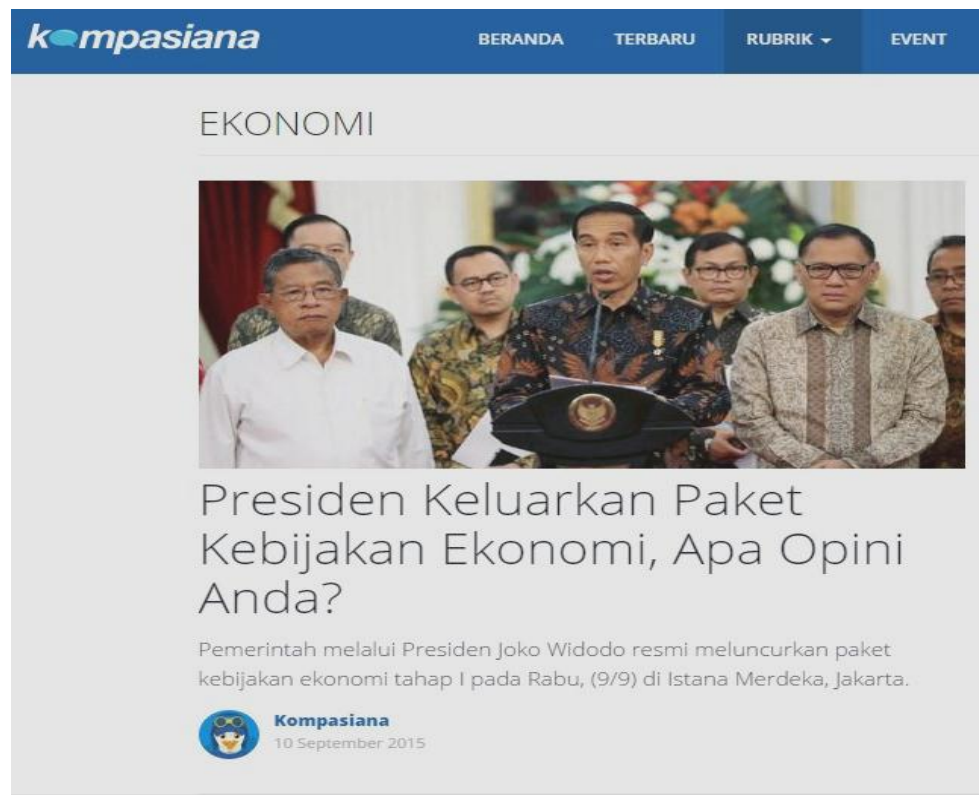 kompasiana
BERANDA TERBARU RUBRIK EVENT
EKONOMI
Presiden Keluarkan Paket
Kebijakan Ekonomi, Apa Opini
Anda?
Pemerintah melalui Presiden Joko Widodo resmi meluncurkan paket
kebijakan ekonomi tahap I pada Rabu, (9/9) di Istana Merdeka, Jakarta.
Kompasiana
10 September 2015